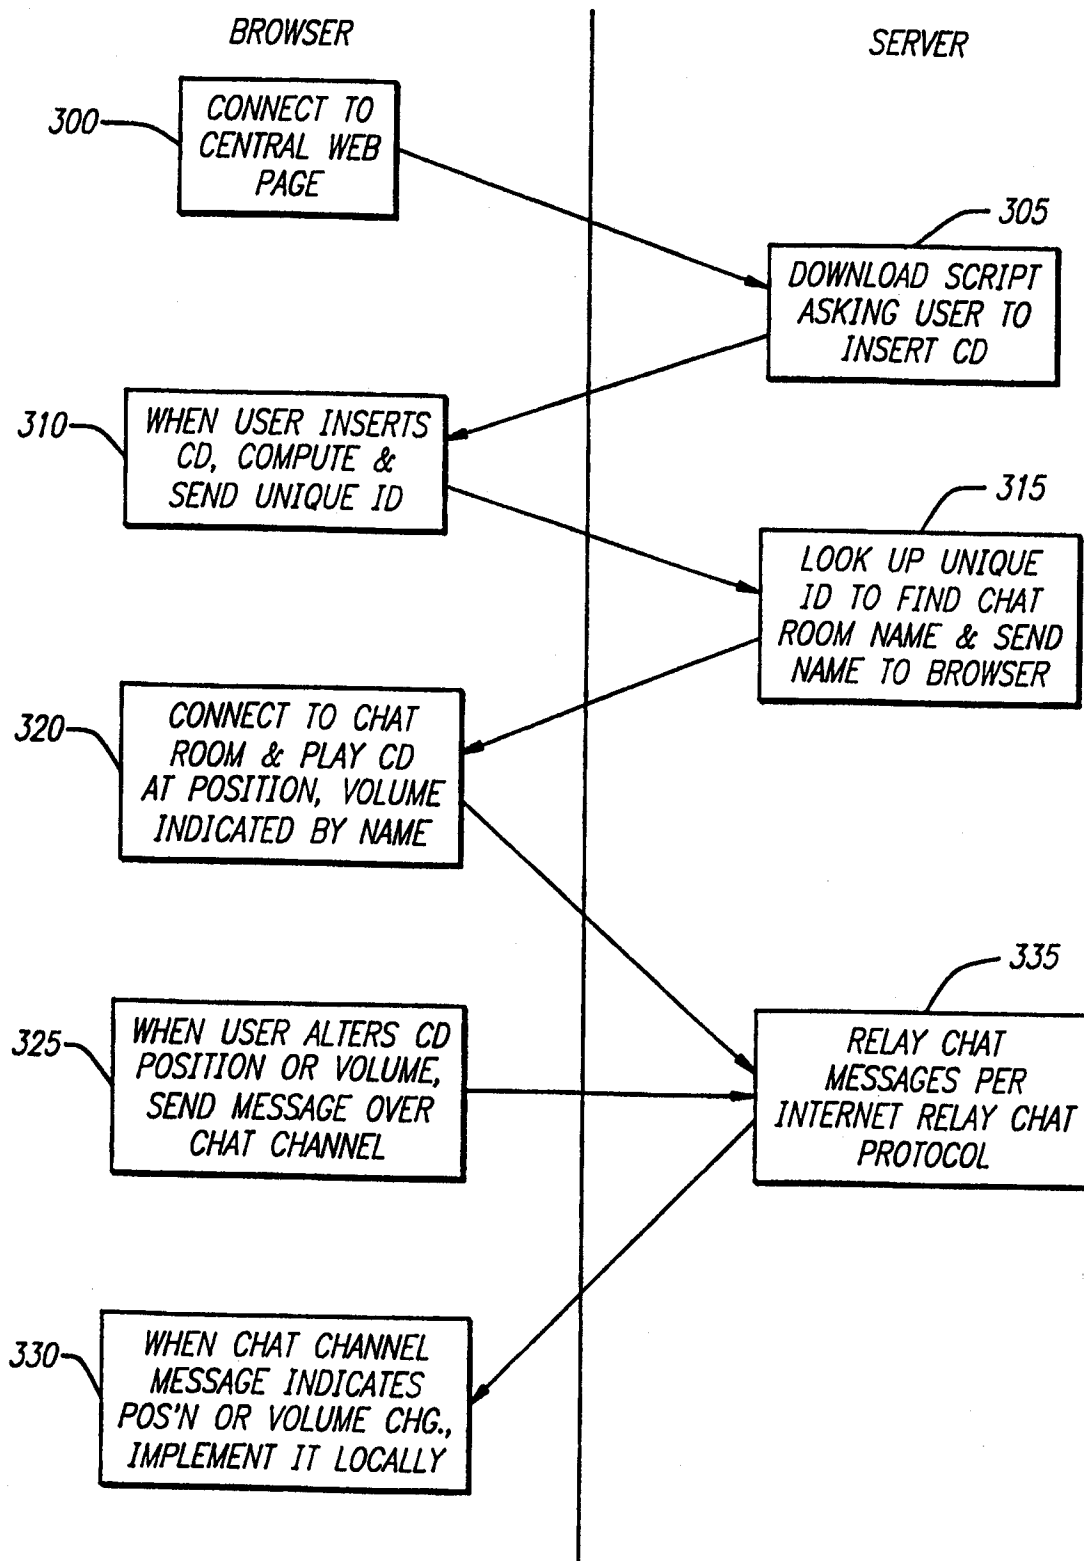 BROWSER
SERVER
300
CONNECT TO
CENTRAL WEB
PAGE
305
DOWNLOAD SCRIPT
ASKING USER TO
INSERT CD
310
WHEN USER INSERTS
CD, COMPUTE &
SEND UNIQUE ID
315
LOOK UP UNIQUE
ID TO FIND CHAT
ROOM NAME & SEND
NAME TO BROWSER
320
CONNECT TO CHAT
ROOM & PLAY CD
AT POSITION, VOLUME
INDICATED BY NAME
325
WHEN USER ALTERS CD
POSITION OR VOLUME,
SEND MESSAGE OVER
CHAT CHANNEL
335
RELAY CHAT
MESSAGES PER
INTERNET RELAY CHAT
PROTOCOL
330
WHEN CHAT CHANNEL
MESSAGE INDICATES
POS'N OR VOLUME CHG.,
IMPLEMENT IT LOCALLY